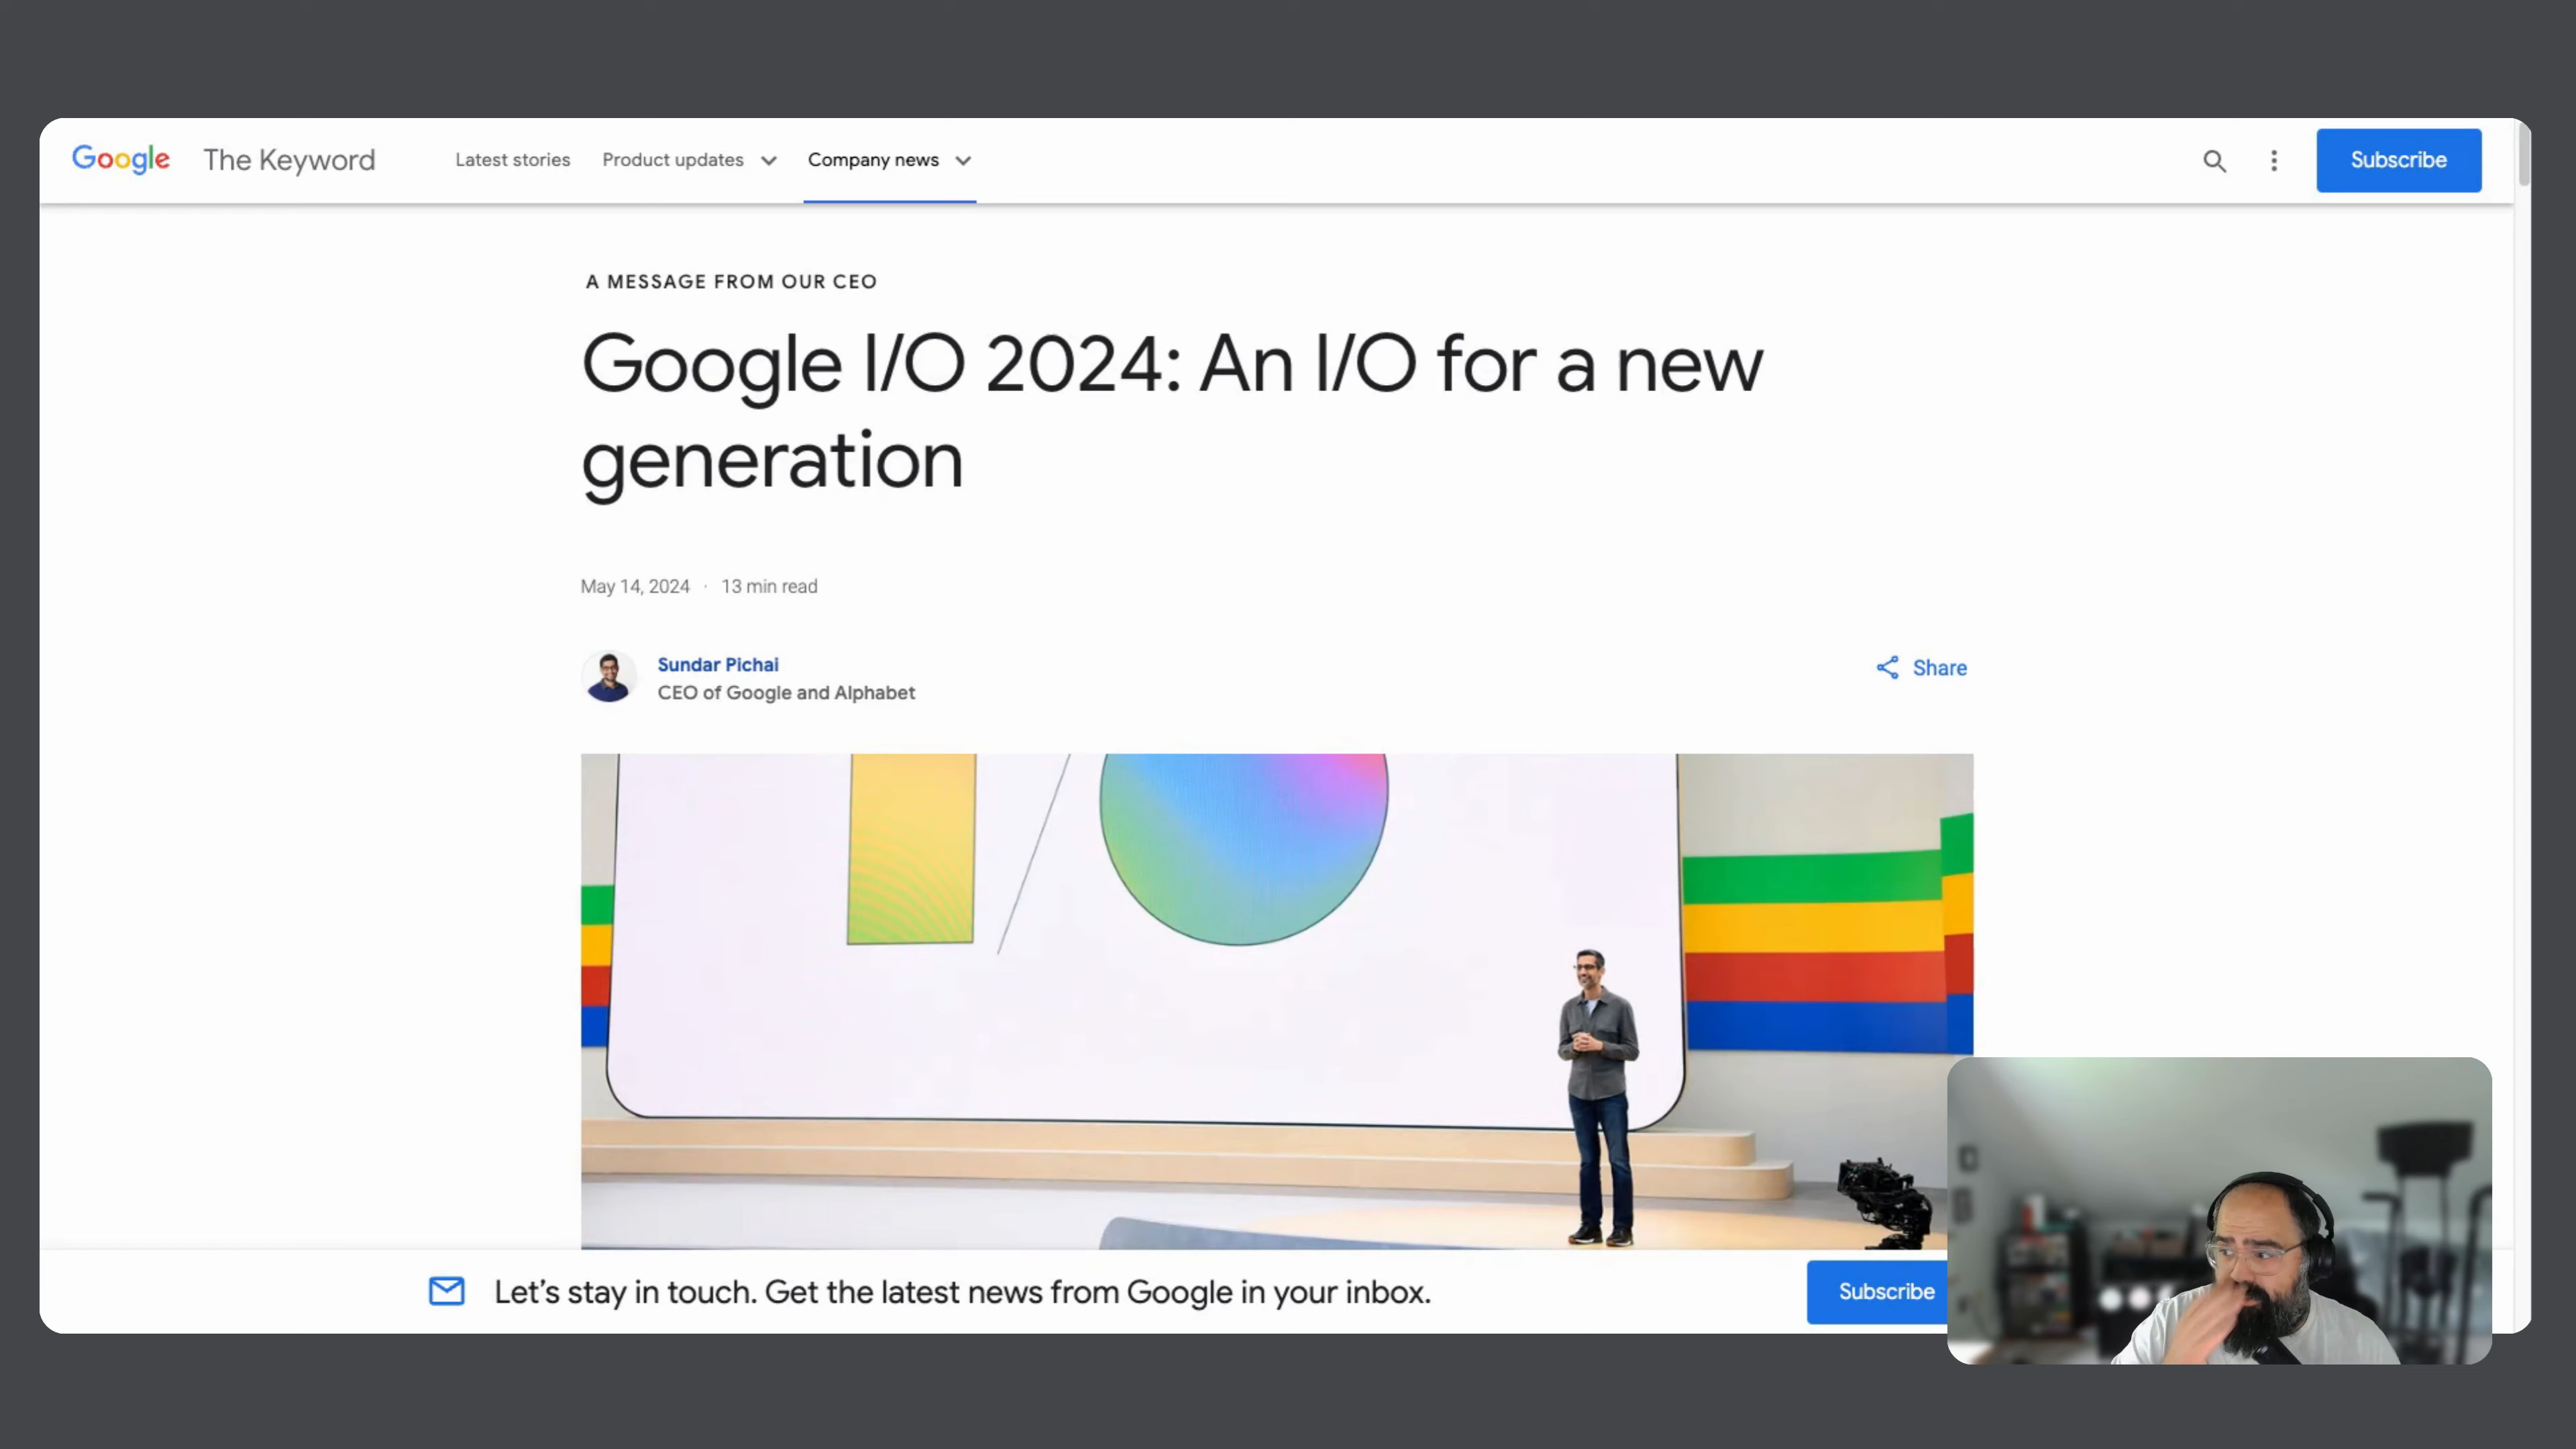 Google The Keyword Latest stories Product updates Company news Subscribe
A MESSAGE FROM OUR CEO
Google I/O 2024: An I/O for a new
generation
May 14, 2024 · 13 min read
Sundar Pichai
CEO of Google and Alphabet
Share
Let’s stay in touch. Get the latest news from Google in your inbox. Subscribe